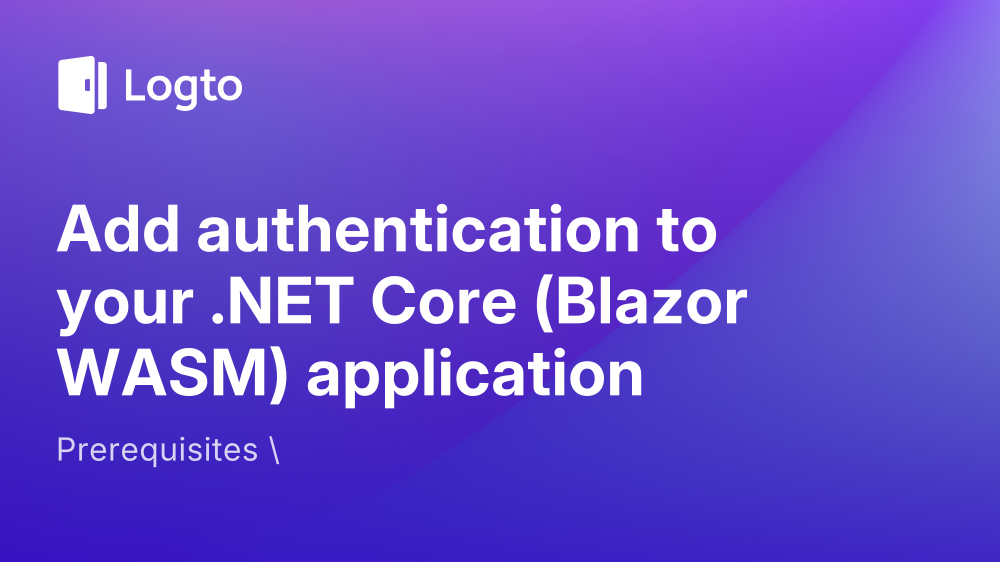 Logto
Add authentication to
your .NET Core (Blazor
WASM) application
Prerequisites \